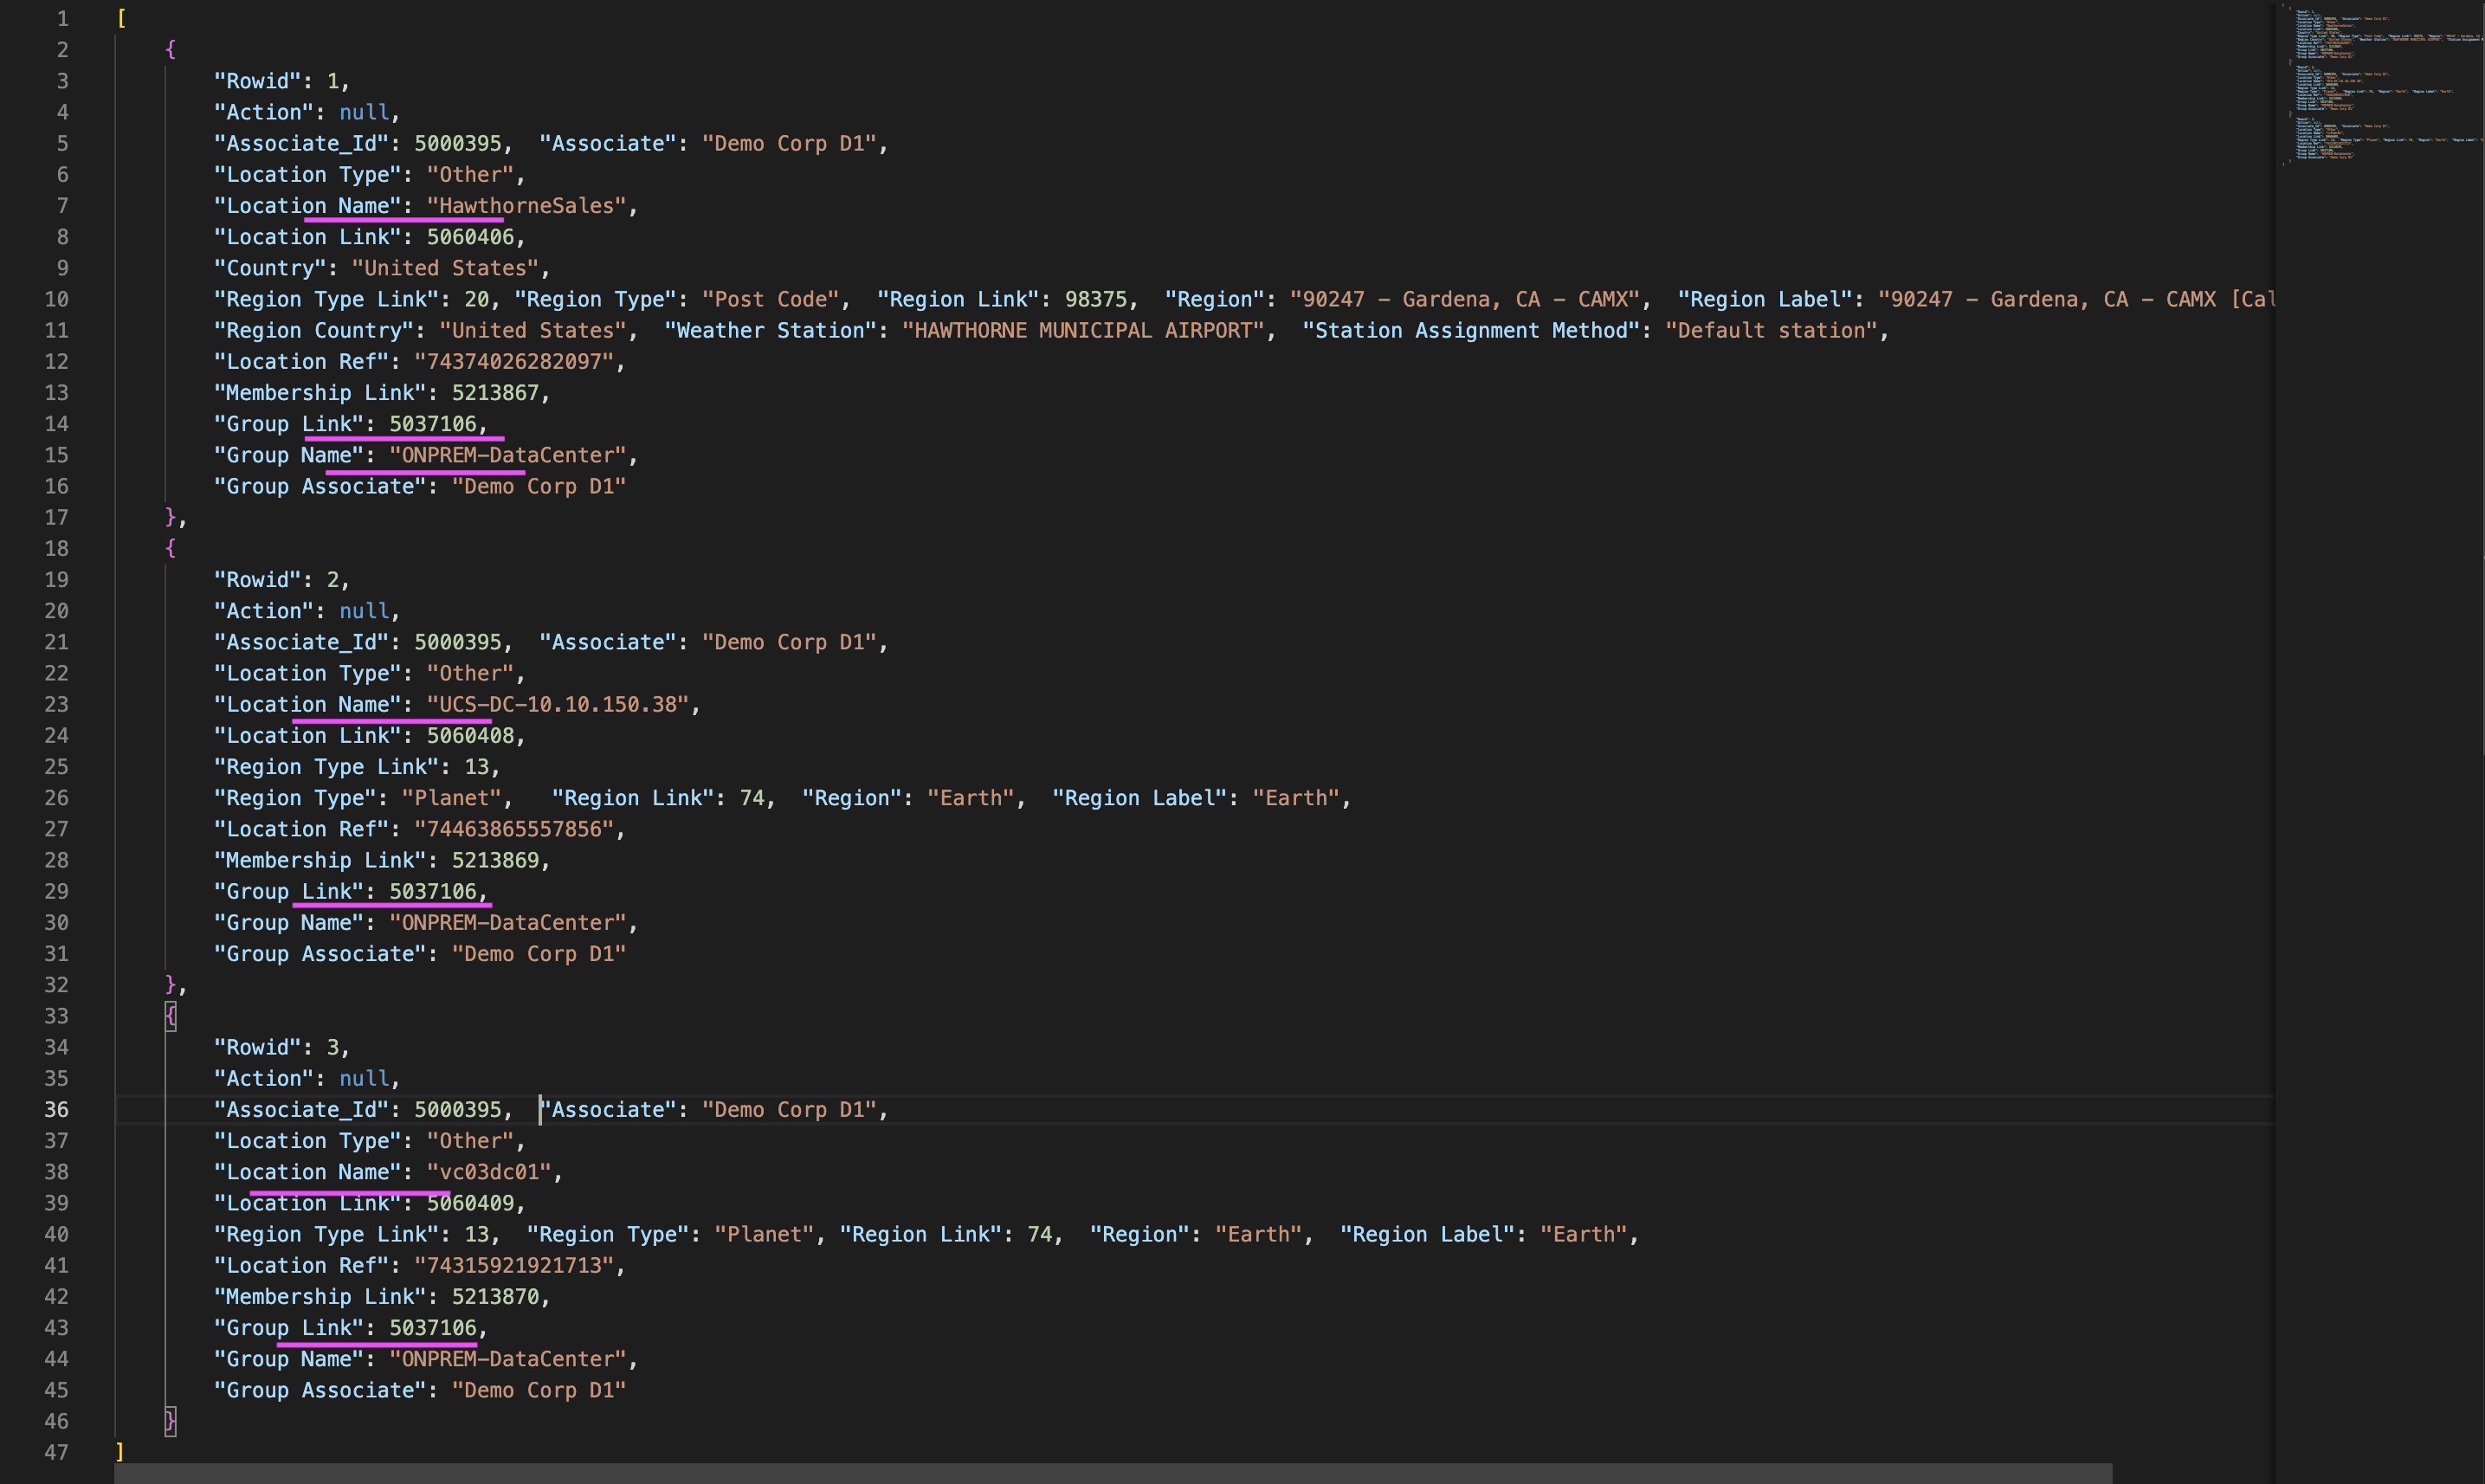 1 [
2 {
3 "Rowid": 1,
4 "Action": null,
5 "Associate_Id": 5000395, "Associate": "Demo Corp D1",
6 "Location Type": "Other",
7 "Location Name": "HawthorneSales",
8 "Location Link": 5060406,
9 "Country": "United States",
10 "Region Type Link": 20, "Region Type": "Post Code", "Region Link": 98375, "Region": "90247 - Gardena, CA - CAMX", "Region Label": "90247 - Gardena, CA - CAMX [Cal
11 "Region Country": "United States", "Weather Station": "HAWTHORNE MUNICIPAL AIRPORT", "Station Assignment Method": "Default station",
12 "Location Ref": "74374026282097",
13 "Membership Link": 5213867,
14 "Group Link": 5037106,
15 "Group Name": "ONPREM-DataCenter",
16 "Group Associate": "Demo Corp D1"
17 },
18 {
19 "Rowid": 2,
20 "Action": null,
21 "Associate_Id": 5000395, "Associate": "Demo Corp D1",
22 "Location Type": "Other",
23 "Location Name": "UCS-DC-10.10.150.38",
24 "Location Link": 5060408,
25 "Region Type Link": 13,
26 "Region Type": "Planet", "Region Link": 74, "Region": "Earth", "Region Label": "Earth",
27 "Location Ref": "74463865557856",
28 "Membership Link": 5213869,
29 "Group Link": 5037106,
30 "Group Name": "ONPREM-DataCenter",
31 "Group Associate": "Demo Corp D1"
32 },
33 {
34 "Rowid": 3,
35 "Action": null,
36 "Associate_Id": 5000395, "Associate": "Demo Corp D1",
37 "Location Type": "Other",
38 "Location Name": "vc03dc01",
39 "Location Link": 5060409,
40 "Region Type Link": 13, "Region Type": "Planet", "Region Link": 74, "Region": "Earth", "Region Label": "Earth",
41 "Location Ref": "74315921921713",
42 "Membership Link": 5213870,
43 "Group Link": 5037106,
44 "Group Name": "ONPREM-DataCenter",
45 "Group Associate": "Demo Corp D1"
46 }
47 ]